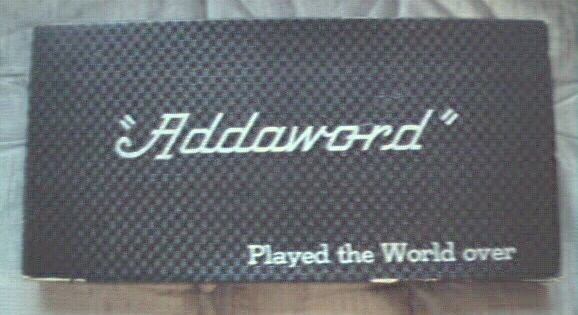 "Addaword"
Played the World over